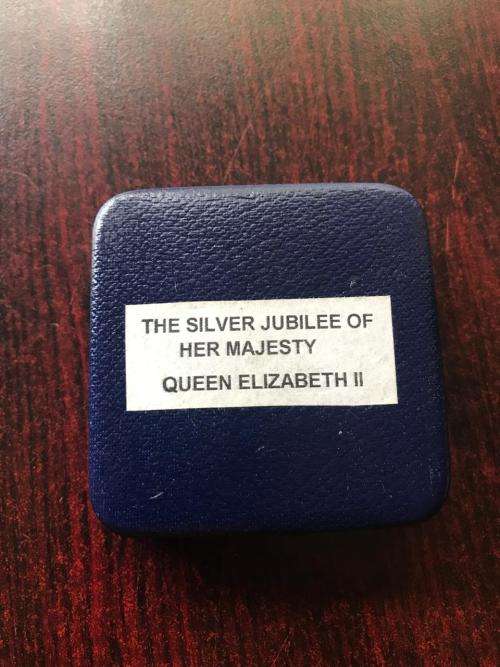 THE SILVER JUBILEE OF
HER MAJESTY
QUEEN ELIZABETH II